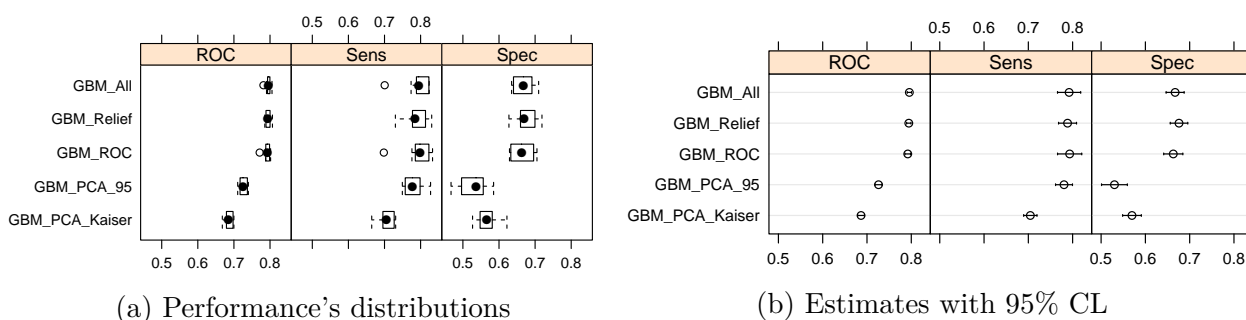 0.5 0.6 0.7 0.8
ROC Sens Spec
GBM_All
GBM_Relief
GBM_ROC
GBM_PCA_95
GBM_PCA_Kaiser
0.5 0.6 0.7 0.8 0.5 0.6 0.7 0.8
(a) Performance's distributions
0.5 0.6 0.7 0.8
ROC Sens Spec
GBM_All
GBM_Relief
GBM_ROC
GBM_PCA_95
GBM_PCA_Kaiser
0.5 0.6 0.7 0.8 0.5 0.6 0.7 0.8
(b) Estimates with 95% CL